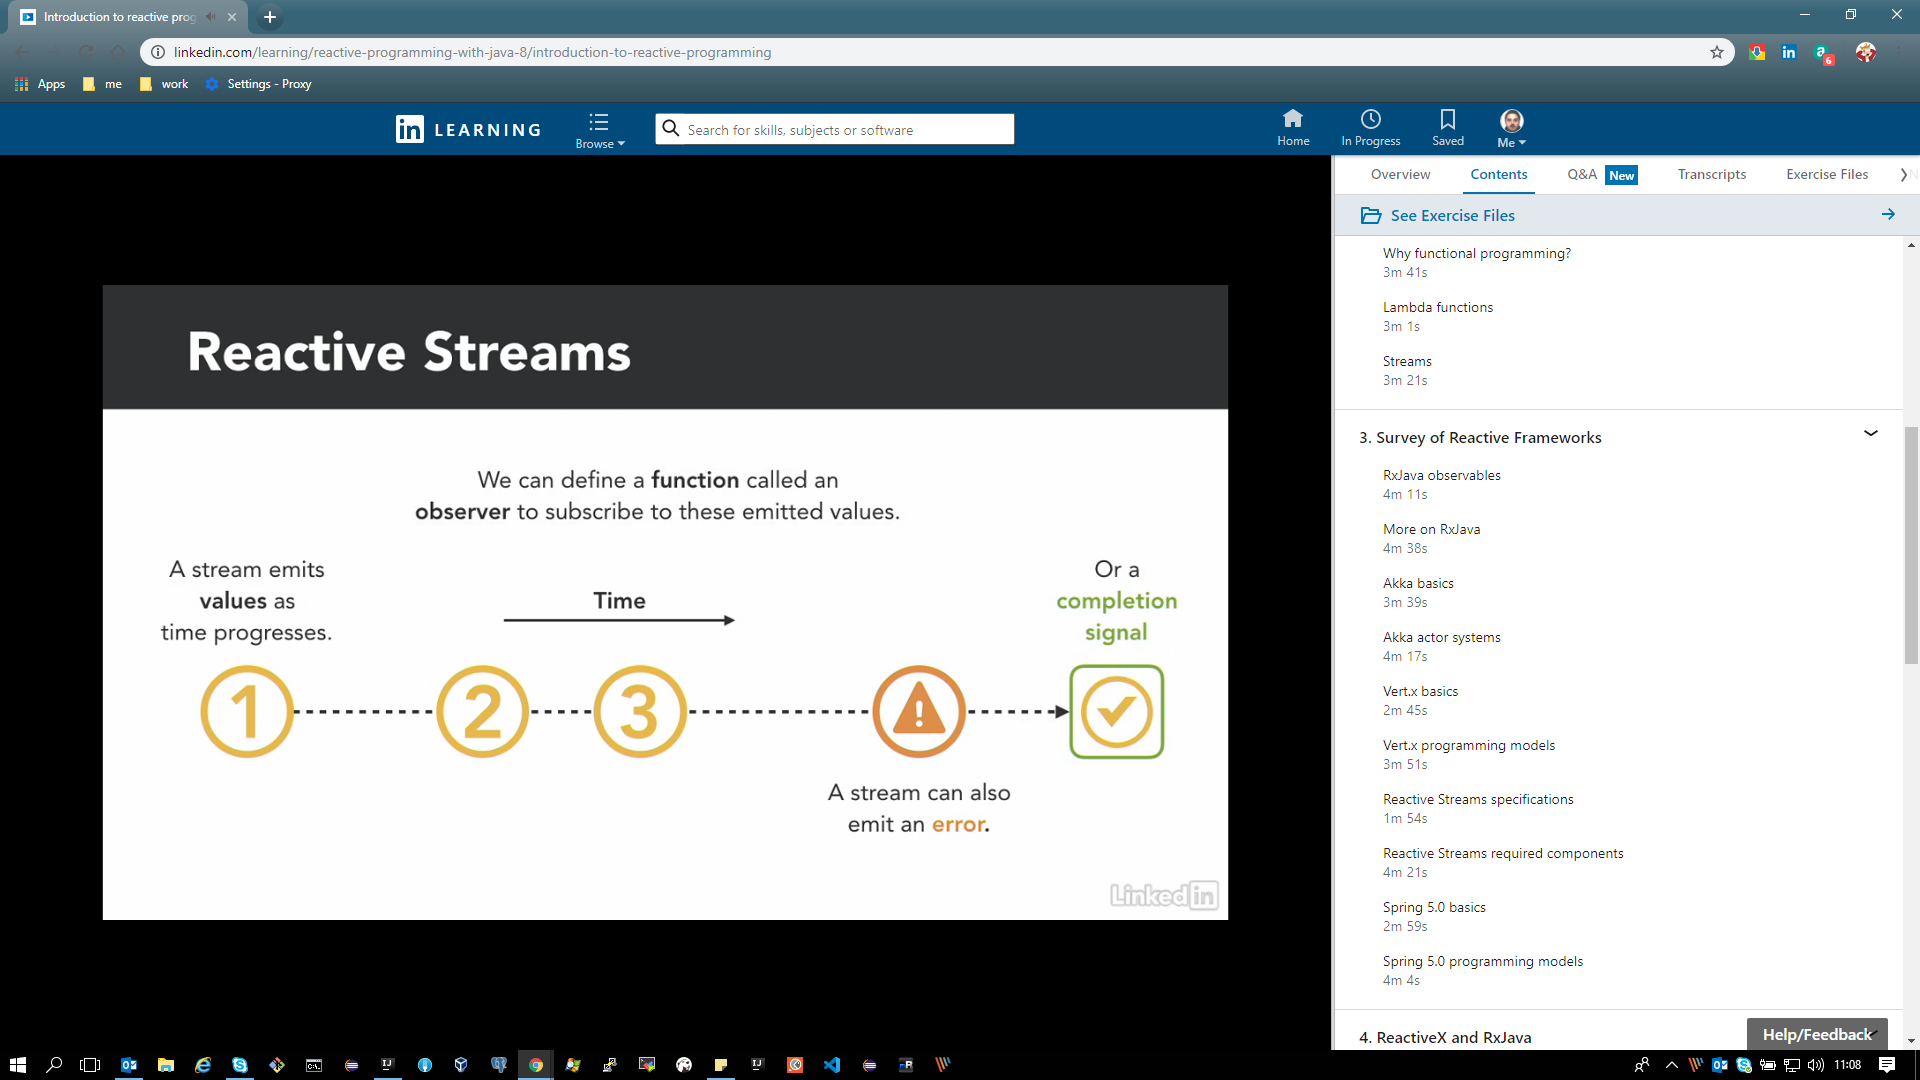 Introduction to reactive prog
linkedin.com/learning/reactive-programming-with-java-8/introduction-to-reactive-programming
6
Apps
me
work
Settings - Proxy
in LEARNING
Browse
Search for skills, subjects or software
Home
In Progress
Saved
Me
Overview
Contents
Q&A New
Transcripts
Exercise Files
See Exercise Files
Why functional programming?
3m 41s
Lambda functions
3m 1s
Streams
3m 21s
3. Survey of Reactive Frameworks
RxJava observables
4m 11s
More on RxJava
4m 38s
Akka basics
3m 39s
Akka actor systems
4m 17s
Vert.x basics
2m 45s
Vert.x programming models
3m 51s
Reactive Streams specifications
1m 54s
Reactive Streams required components
4m 21s
Spring 5.0 basics
2m 59s
Spring 5.0 programming models
4m 4s
4. ReactiveX and RxJava
Help/Feedback
Reactive Streams
We can define a function called an
observer to subscribe to these emitted values.
A stream emits
values as
time progresses.
Time
Or a
completion
signal
1
2
3
A stream can also
emit an error.
Linked in
11:08